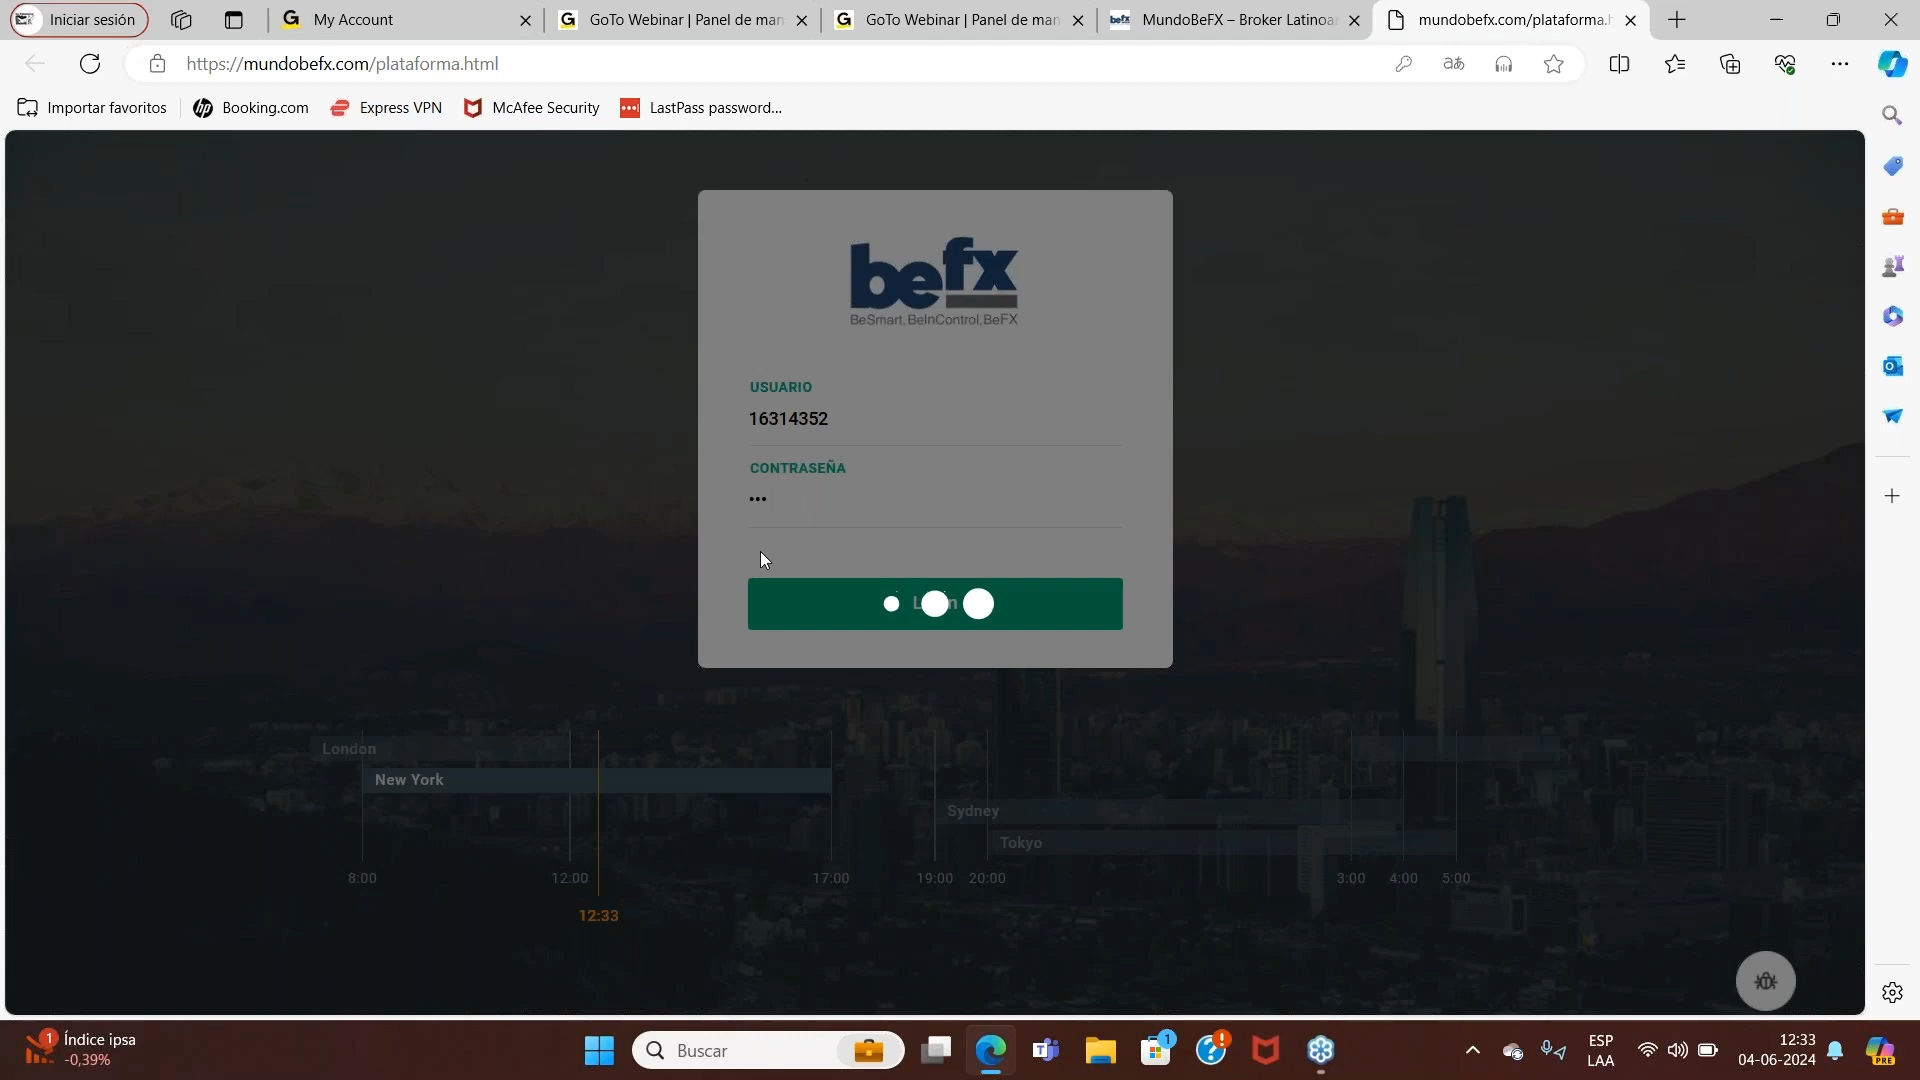 Iniciar sesión
My Account
GoTo Webinar | Panel de man
GoTo Webinar | Panel de man
MundoBeFX – Broker Latinoar
mundobefx.com/plataforma.h
https://mundobefx.com/plataforma.html
Importar favoritos
Booking.com
Express VPN
McAfee Security
LastPass password...
befx
BeSmart, BeInControl, BeFX
USUARIO
16314352
CONTRASEÑA
•••
London
New York
Sydney
Tokyo
8:00 12:00 17:00 19:00 20:00 3:00 4:00 5:00
12:33
1
Índice ipsa
-0,39%
Buscar
1
ESP
LAA
12:33
04-06-2024
PRE